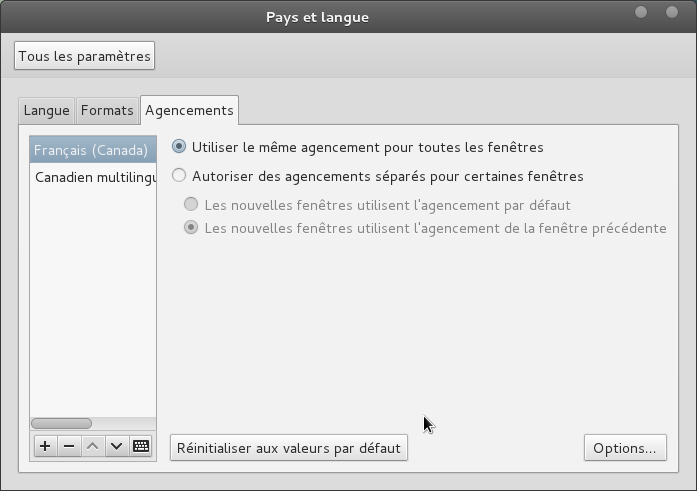 Pays et langue
Tous les paramètres
Langue Formats Agencements
Français (Canada)
Canadien multilingu
Utiliser le même agencement pour toutes les fenêtres
Autoriser des agencements séparés pour certaines fenêtres
Les nouvelles fenêtres utilisent l'agencement par défaut
Les nouvelles fenêtres utilisent l'agencement de la fenêtre précédente
Réinitialiser aux valeurs par défaut
Options...